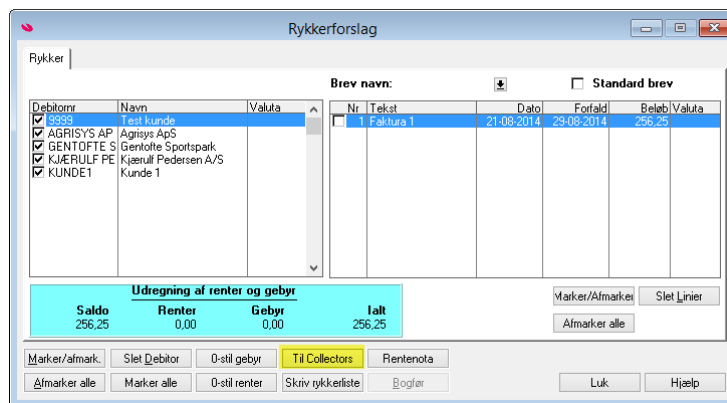 Rykkerforslag
Rykker
Brev navn: Standard brev
Debitornr Navn Valuta
9999 Test kunde
AGRISYS AP Agrisys ApS
GENTOFTE S Gentofte Sportspark
KJÆRULF PE Kjærulf Pedersen A/S
KUNDE1 Kunde 1
Nr Tekst Dato Forfald Beløb Valuta
1 Faktura 1 21-08-2014 29-08-2014 256,25
Udregning af renter og gebyr
Saldo Renter Gebyr Ialt
256,25 0,00 0,00 256,25
Marker/Afmarker Slet Linier
Afmarker alle
Marker/afmark. Slet Debitor 0-stil gebyr Til Collectors Rentenota
Afmarker alle Marker alle 0-stil renter Skriv rykkerliste Bogfør Luk Hjælp